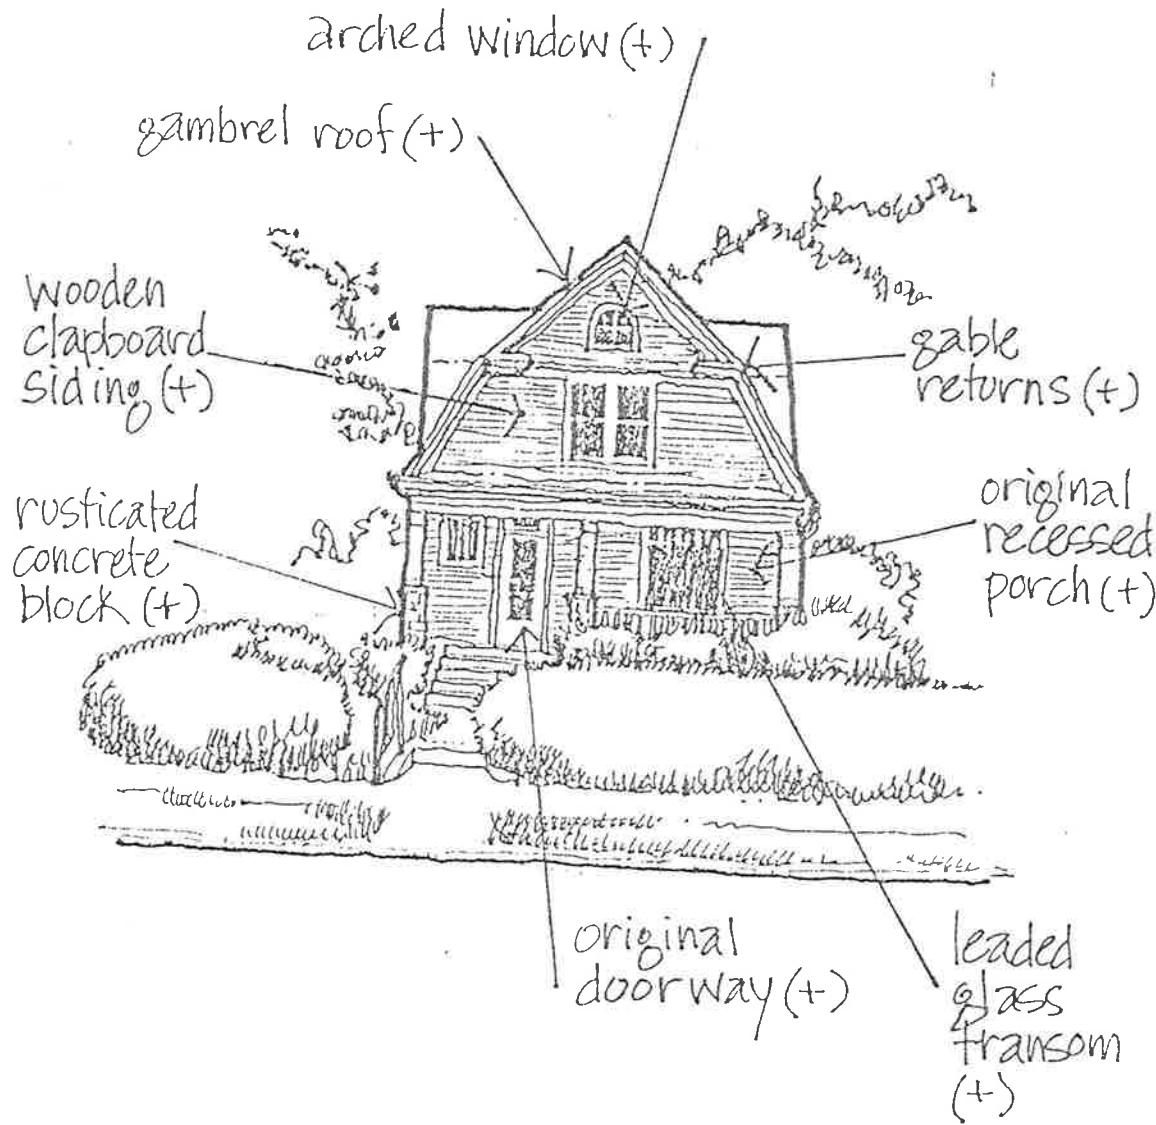 arched window (+)
gambrel roof (+)
wooden
clapboard
siding (+)
gable
returns (+)
rusticated
concrete
block (+)
original
recessed
porch (+)
original
doorway (+)
leaded
glass
transom
(+)